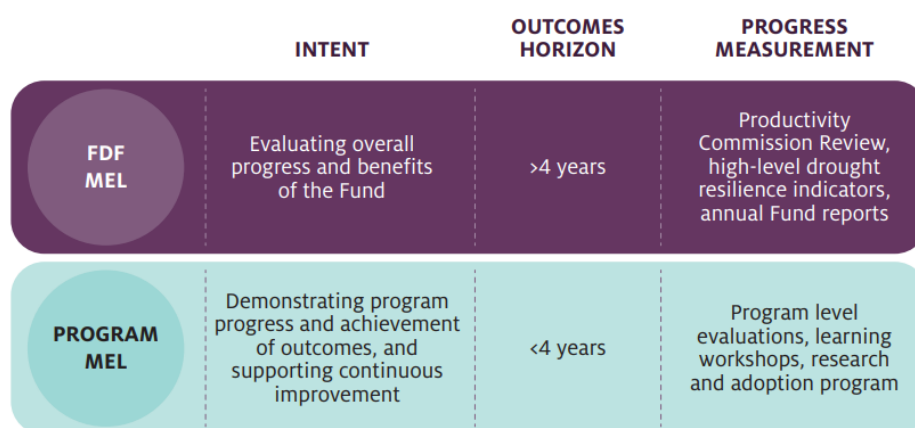 INTENT
OUTCOMES
HORIZON
PROGRESS
MEASUREMENT
FDF
MEL
Evaluating overall
progress and benefits
of the Fund
>4 years
Productivity
Commission Review,
high-level drought
resilience indicators,
annual Fund reports
PROGRAM
MEL
Demonstrating program
progress and achievement
of outcomes, and
supporting continuous
improvement
<4 years
Program level
evaluations, learning
workshops, research
and adoption program